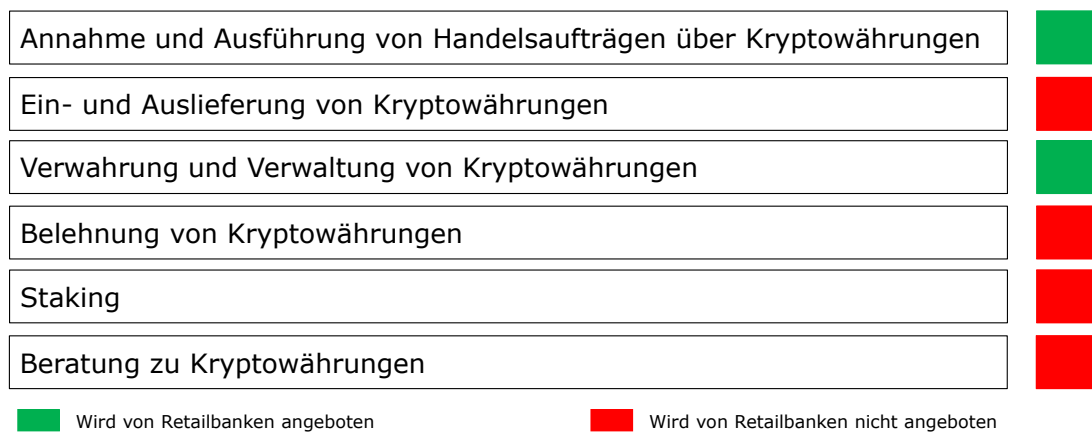 Annahme und Ausführung von Handelsaufträgen über Kryptowährungen
Ein- und Auslieferung von Kryptowährungen
Verwahrung und Verwaltung von Kryptowährungen
Belehnung von Kryptowährungen
Staking
Beratung zu Kryptowährungen
Wird von Retailbanken angeboten
Wird von Retailbanken nicht angeboten